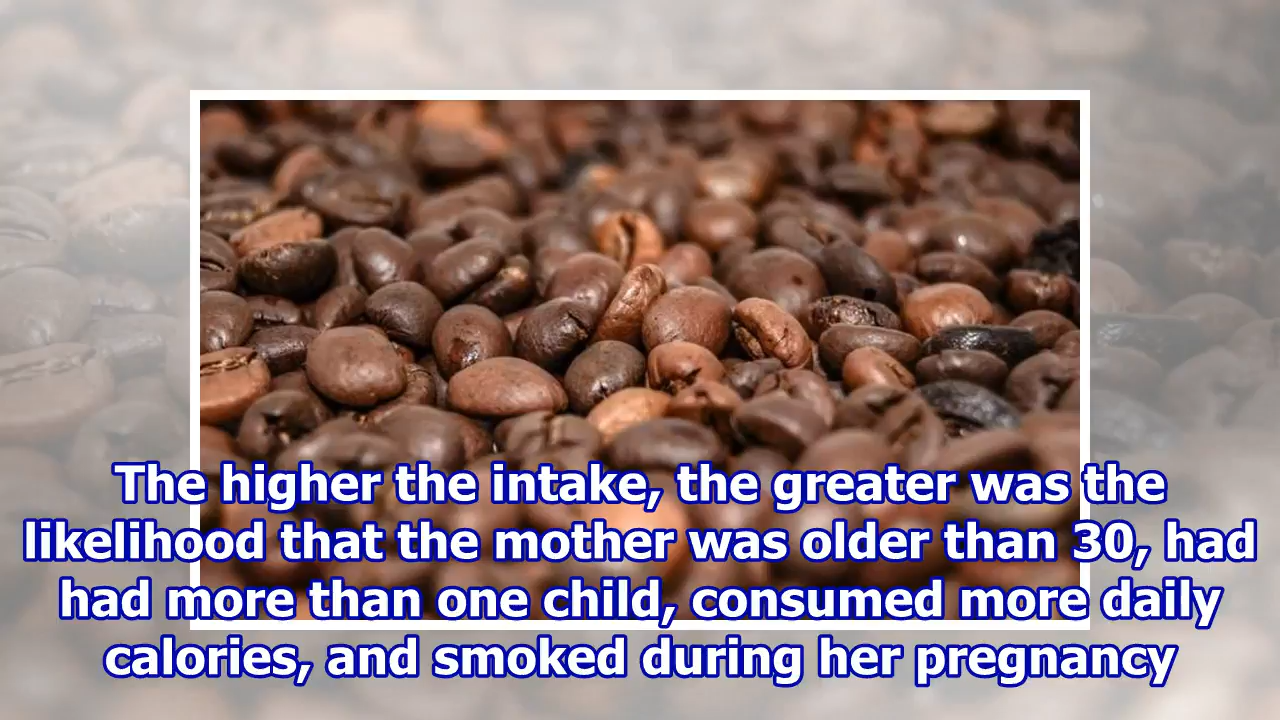 The higher the intake, the greater was the
likelihood that the mother was older than 30, had
had more than one child, consumed more daily
calories, and smoked during her pregnancy